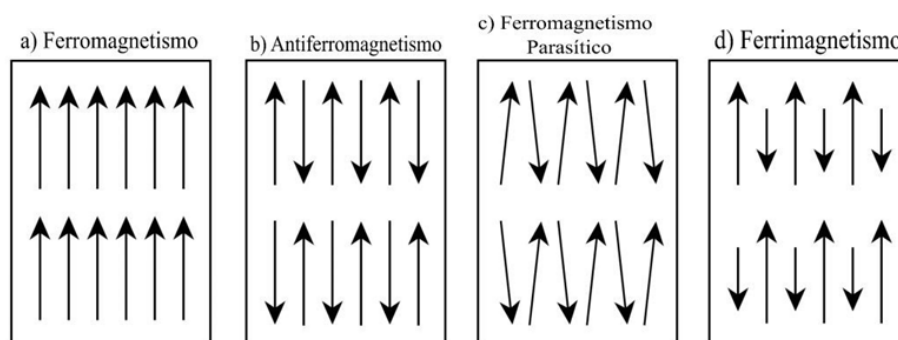 a) Ferromagnetismo
b) Antiferromagnetismo
c) Ferromagnetismo
Parasítico
d) Ferrimagnetismo